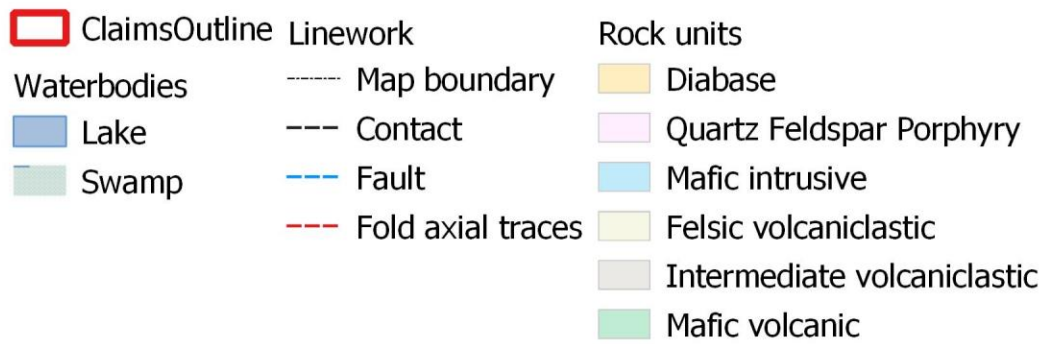 ClaimsOutline
Waterbodies
Lake
Swamp
Linework
Map boundary
Contact
Fault
Fold axial traces
Rock units
Diabase
Quartz Feldspar Porphyry
Mafic intrusive
Felsic volcaniclastic
Intermediate volcaniclastic
Mafic volcanic